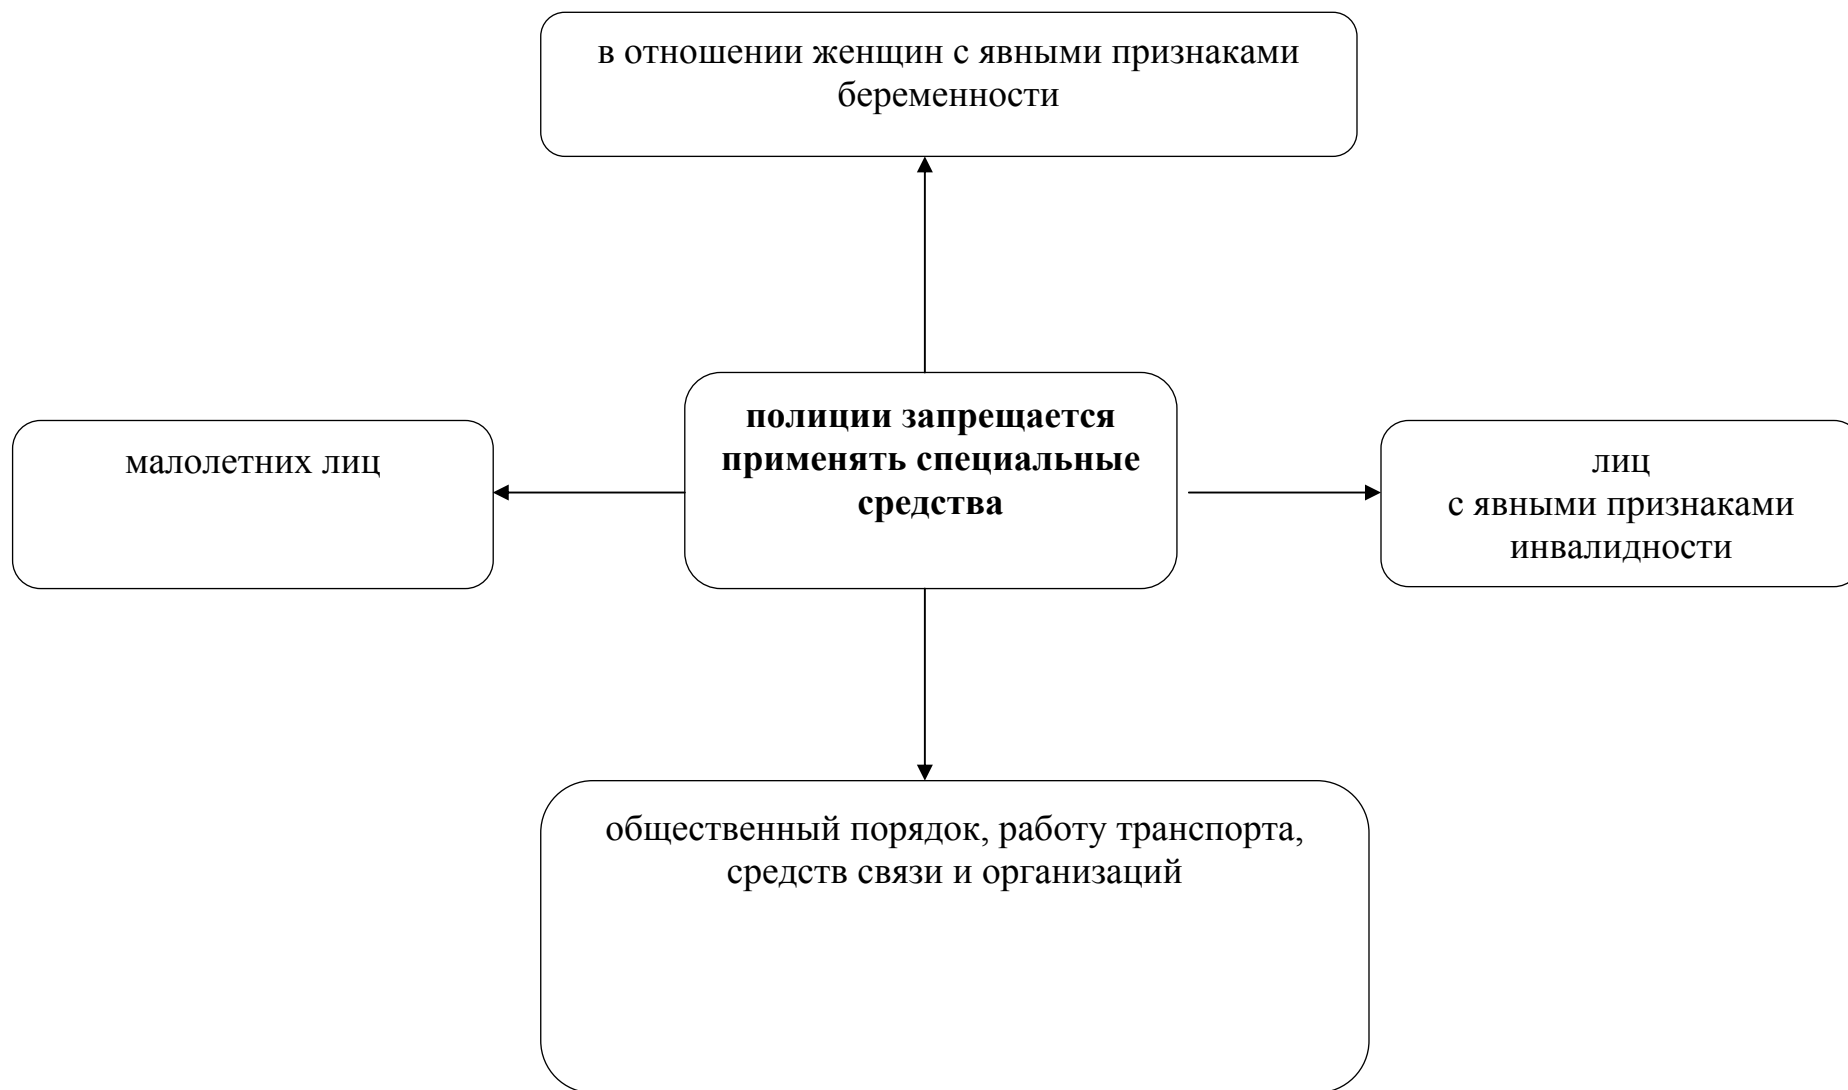 в отношении женщин с явными признаками
беременности
полиции запрещается
применять специальные
средства
малолетних лиц
лиц
с явными признаками
инвалидности
общественный порядок, работу транспорта,
средств связи и организаций